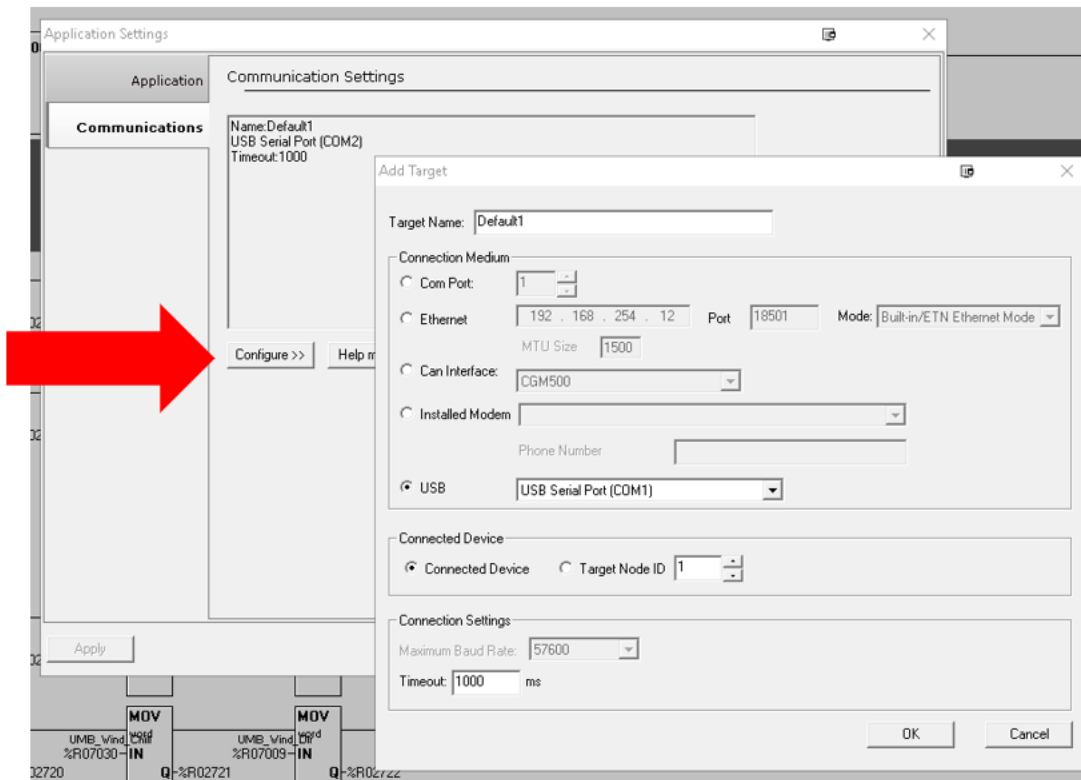 Application Settings
Application
Communication Settings
Communications
Name:Default1
USB Serial Port (COM2)
Timeout:1000
Configure >>
Help m
Apply
Add Target
Target Name: Default1
Connection Medium
Com Port: 1
Ethernet 192 . 168 . 254 . 12 Port 18501 Mode: Built-in/ETN Ethernet Mode
MTU Size 1500
Can Interface: CGM500
Installed Modem
Phone Number
USB USB Serial Port (COM1)
Connected Device
Connected Device Target Node ID 1
Connection Settings
Maximum Baud Rate: 57600
Timeout: 1000 ms
OK Cancel
MOV MOV
word
UMB_Wind_Chill UMB_Wind_Dir
%R07030 IN %R07009 IN
02720 Q %R02721 Q %R02722